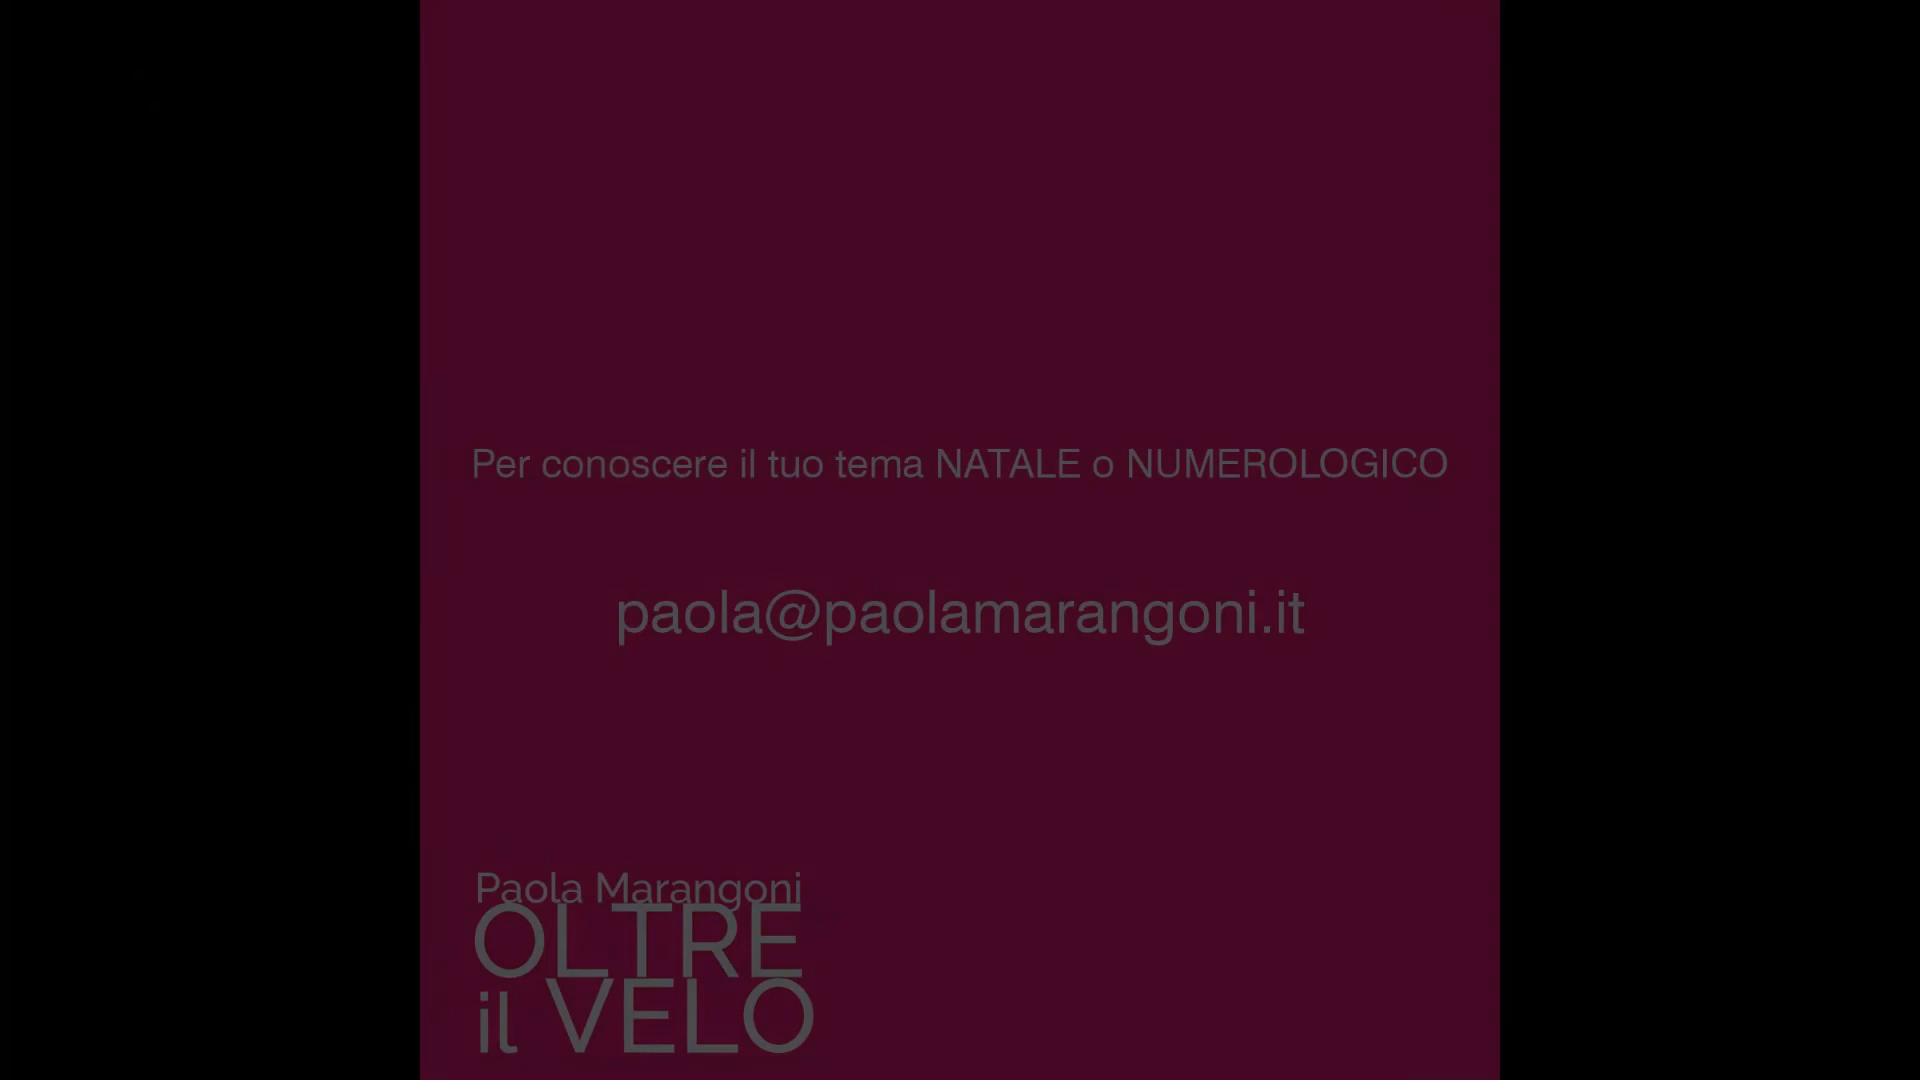 Per conoscere il tuo tema NATALE o NUMEROLOGICO
paola@paolamarangoni.it
Paola Marangoni
OLTRE
il VELO